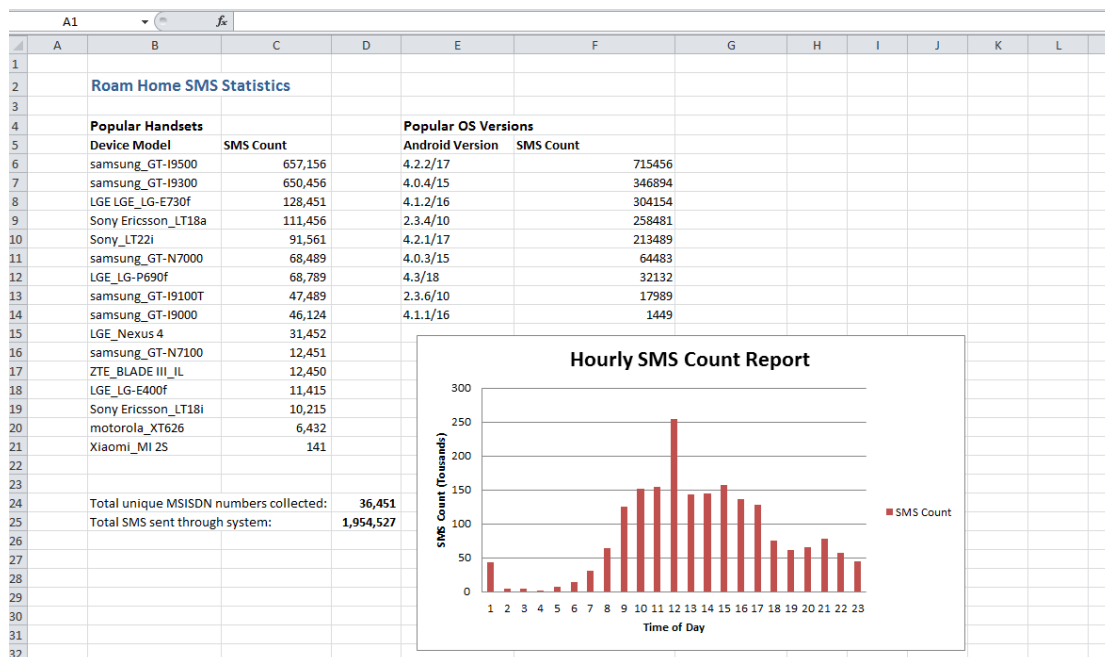 A1 fx
A B C D E F G H I J K L
1
2 Roam Home SMS Statistics
3
4 Popular Handsets Popular OS Versions
5 Device Model SMS Count Android Version SMS Count
6 samsung_GT-I9500 657,156 4.2.2/17 715456
7 samsung_GT-I9300 650,456 4.0.4/15 346894
8 LGE LGE_LG-E730f 128,451 4.1.2/16 304154
9 Sony Ericsson_LT18a 111,456 2.3.4/10 258481
10 Sony_LT22i 91,561 4.2.1/17 213489
11 samsung_GT-N7000 68,489 4.0.3/15 64483
12 LGE_LG-P690f 68,789 4.3/18 32132
13 samsung_GT-I9100T 47,489 2.3.6/10 17989
14 samsung_GT-I9000 46,124 4.1.1/16 1449
15 LGE_Nexus 4 31,452
16 samsung_GT-N7100 12,451
17 ZTE_BLADE III_IL 12,450
18 LGE_LG-E400f 11,415
19 Sony Ericsson_LT18i 10,215
20 motorola_XT626 6,432
21 Xiaomi_MI 2S 141
22
23
24 Total unique MSISDN numbers collected: 36,451
25 Total SMS sent through system: 1,954,527
26
27
28
29
30
31
32
Hourly SMS Count Report
SMS Count (Tousands)
300
250
200
150
100
50
0
SMS Count
1 2 3 4 5 6 7 8 9 10 11 12 13 14 15 16 17 18 19 20 21 22 23
Time of Day